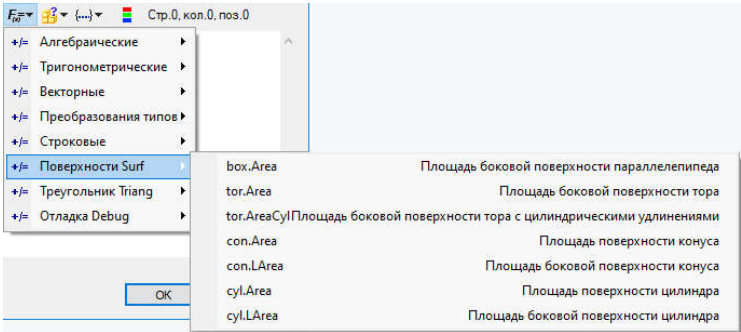 F(x)= {...} Стр.0, кол.0, поз.0
+/= Алгебраические
+/= Тригонометрические
+/= Векторные
+/= Преобразования типов
+/= Строковые
+/= Поверхности Surf
+/= Треугольник Triang
+/= Отладка Debug
box.Area Площадь боковой поверхности параллелепипеда
tor.Area Площадь боковой поверхности тора
tor.AreaCylПлощадь боковой поверхности тора с цилиндрическими удлинениями
con.Area Площадь поверхности конуса
con.LArea Площадь боковой поверхности конуса
cyl.Area Площадь поверхности цилиндра
cyl.LArea Площадь боковой поверхности цилиндра
OK